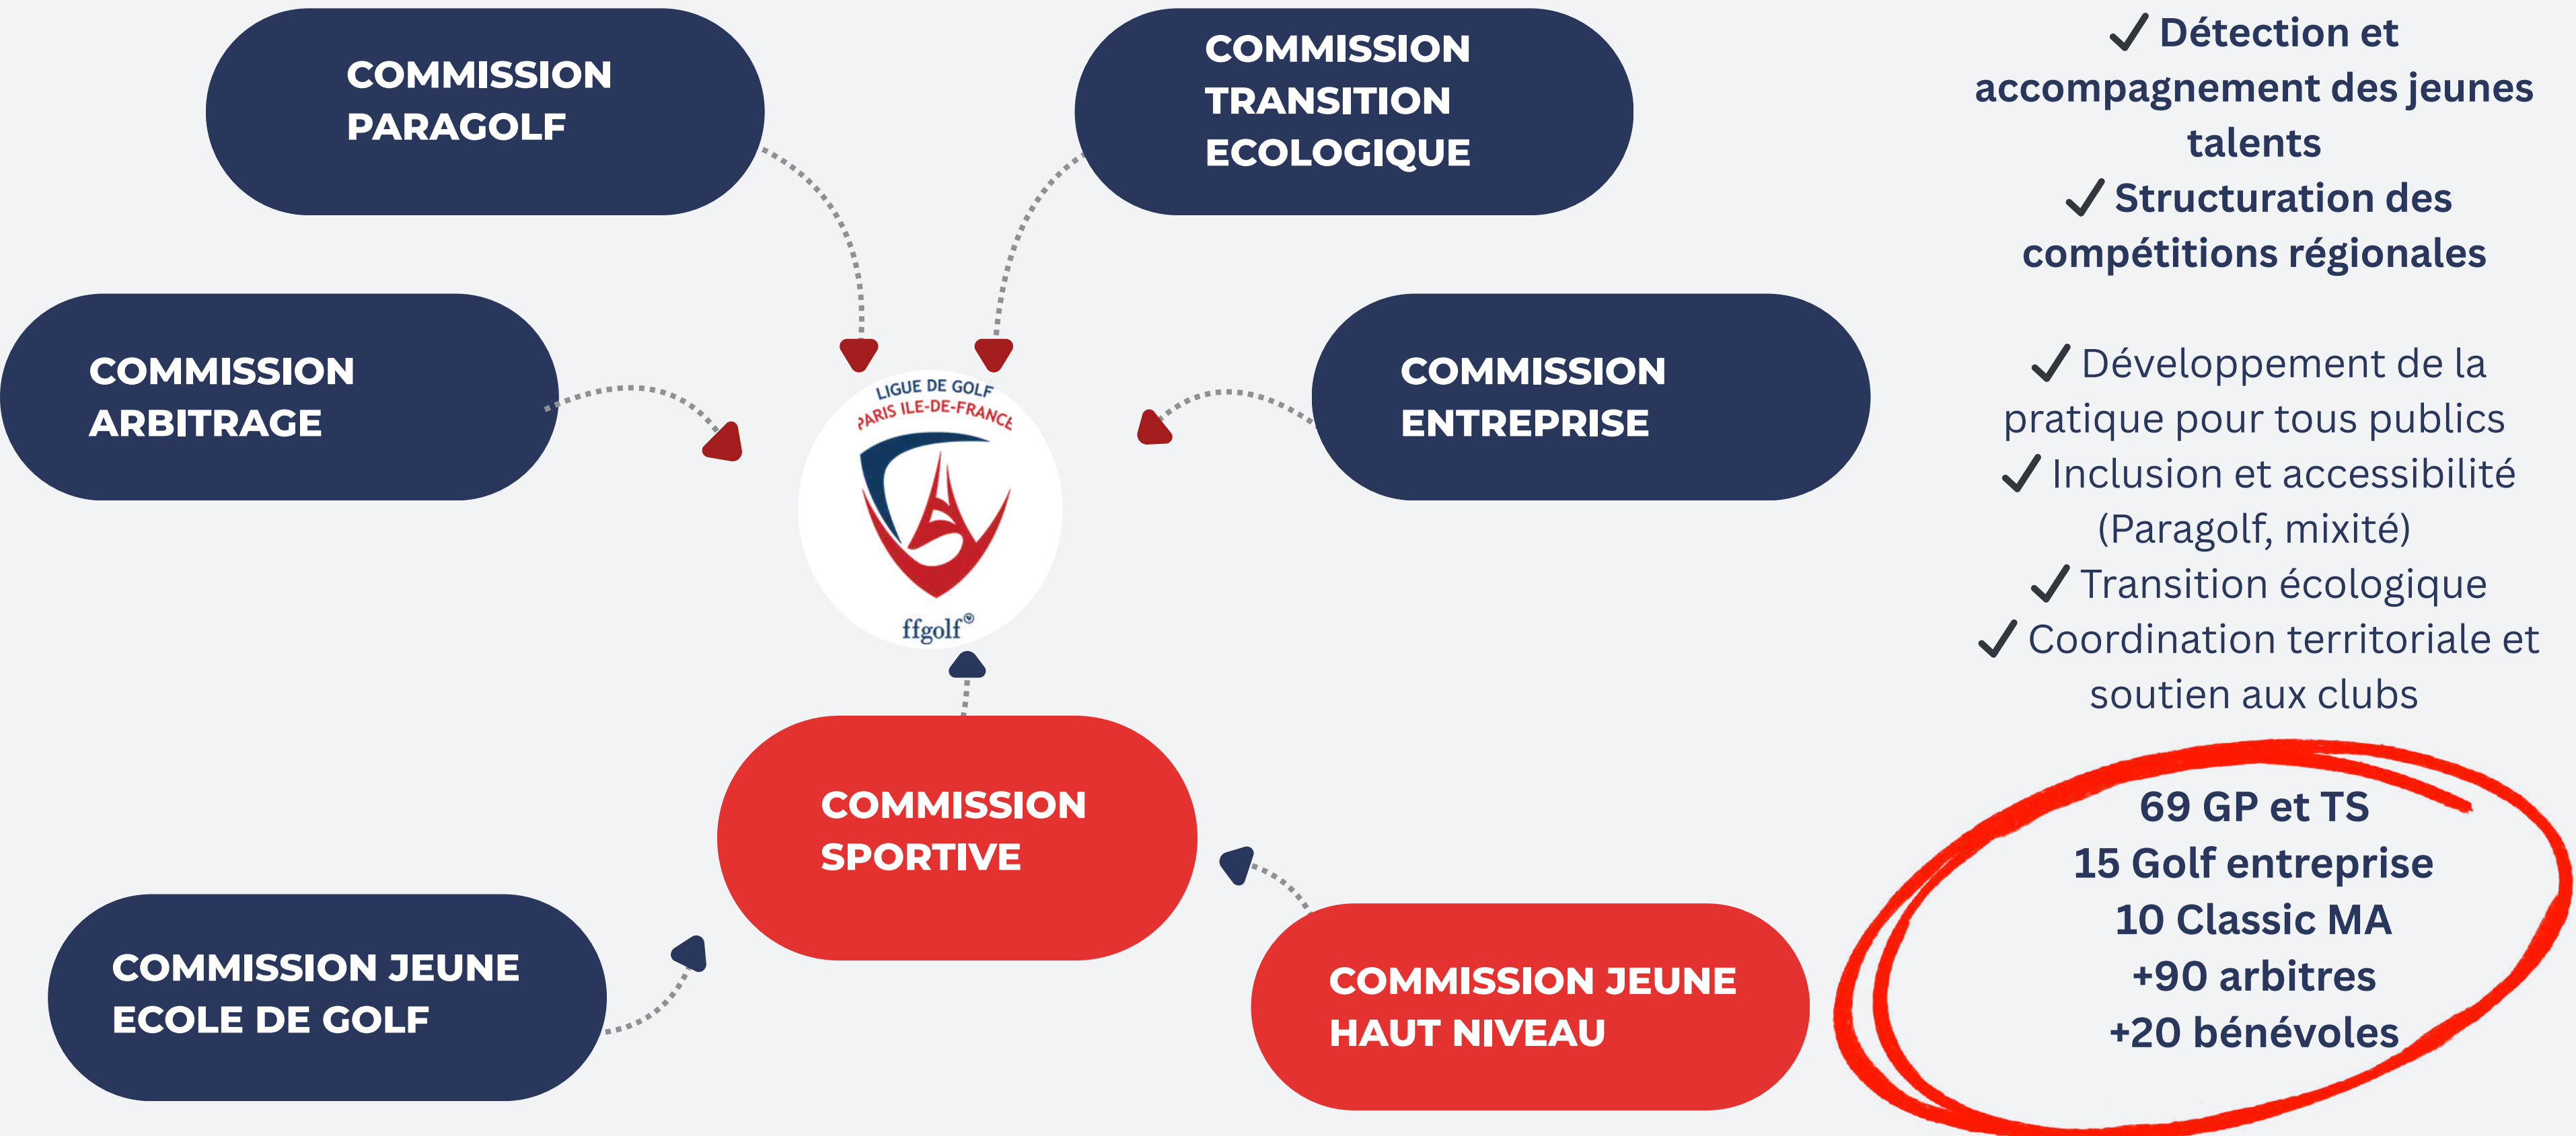 COMMISSION
PARAGOLF
COMMISSION
TRANSITION
ECOLOGIQUE
COMMISSION
ARBITRAGE
COMMISSION
ENTREPRISE
LIGUE DE GOLF
PARIS ILE-DE-FRANCE
ffgolf®
COMMISSION
SPORTIVE
COMMISSION JEUNE
ECOLE DE GOLF
COMMISSION JEUNE
HAUT NIVEAU
✓ Détection et
accompagnement des jeunes
talents
✓ Structuration des
compétitions régionales
✓ Développement de la
pratique pour tous publics
✓ Inclusion et accessibilité
(Paragolf, mixité)
✓ Transition écologique
✓ Coordination territoriale et
soutien aux clubs
69 GP et TS
15 Golf entreprise
10 Classic MA
+90 arbitres
+20 bénévoles